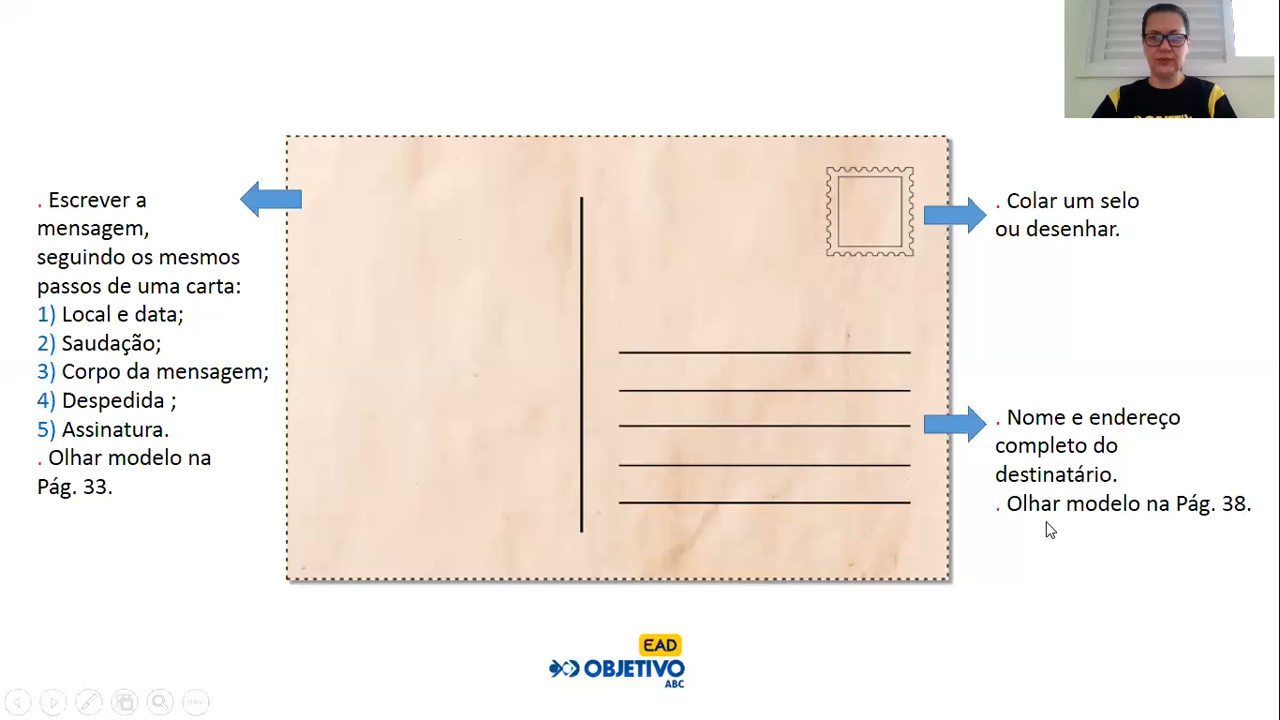 . Escrever a
mensagem,
seguindo os mesmos
passos de uma carta:
1) Local e data;
2) Saudação;
3) Corpo da mensagem;
4) Despedida ;
5) Assinatura.
. Olhar modelo na
Pág. 33.
. Colar um selo
ou desenhar.
. Nome e endereço
completo do
destinatário.
. Olhar modelo na Pág. 38.
EAD
OBJETIVO
ABC